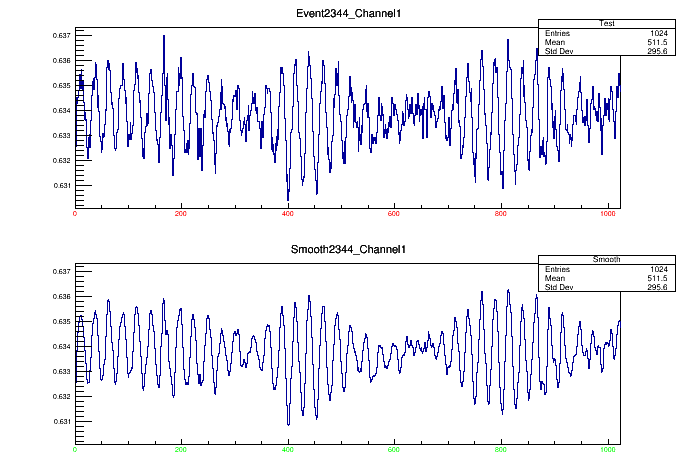 Event2344_Channel1
Test
Entries 1024
Mean 511.5
Std Dev 295.6
0.637
0.636
0.635
0.634
0.633
0.632
0.631
0 200 400 600 800 1000
Smooth2344_Channel1
Smooth
Entries 1024
Mean 511.5
Std Dev 295.6
0.637
0.636
0.635
0.634
0.633
0.632
0.631
0 200 400 600 800 1000